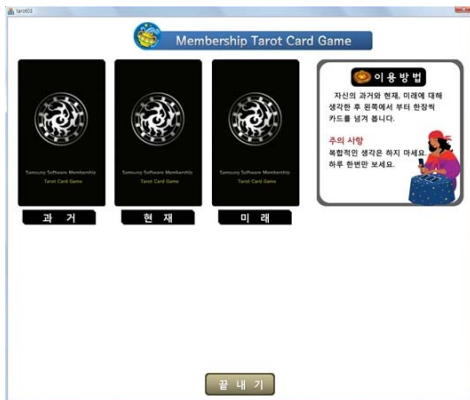 tarot03
Membership Tarot Card Game
Samsung Software Membership
Tarot Card Game
Samsung Software Membership
Tarot Card Game
Samsung Software Membership
Tarot Card Game
과 거
현 재
미 래
이 용 방 법
자신의 과거와 현재, 미래에 대해
생각한 후 왼쪽에서 부터 한장씩
카드를 넘겨 봅니다.
주의 사항
복합적인 생각은 하지 마세요.
하루 한번만 보세요.
끝 내 기